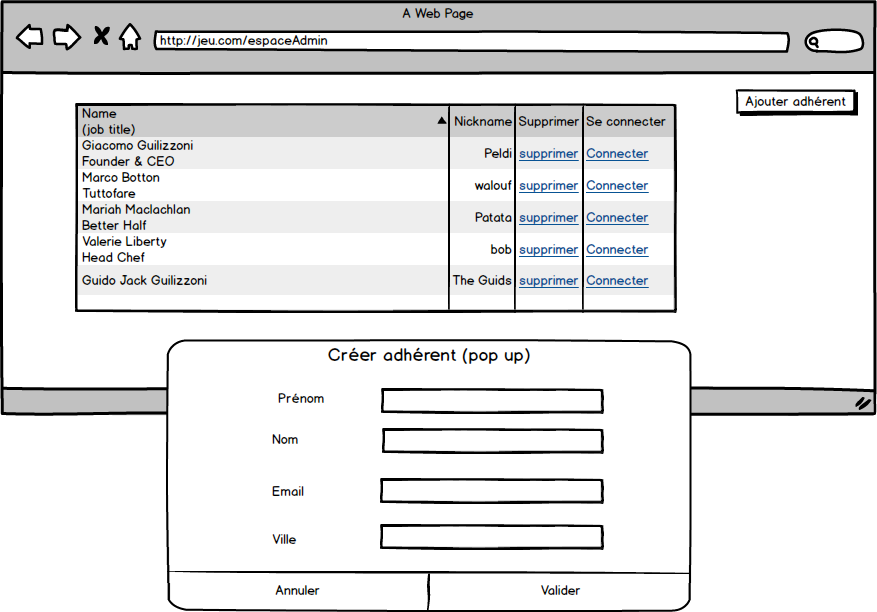 A Web Page
http://jeu.com/espaceAdmin
Ajouter adhérent
Name
(job title)
Nickname Supprimer Se connecter
Giacomo Guilizzoni
Founder & CEO
Peldi supprimer Connecter
Marco Botton
Tuttofare
walouf supprimer Connecter
Mariah Maclachlan
Better Half
Patata supprimer Connecter
Valerie Liberty
Head Chef
bob supprimer Connecter
Guido Jack Guilizzoni The Guids supprimer Connecter
Créer adhérent (pop up)
Prénom
Nom
Email
Ville
Annuler Valider